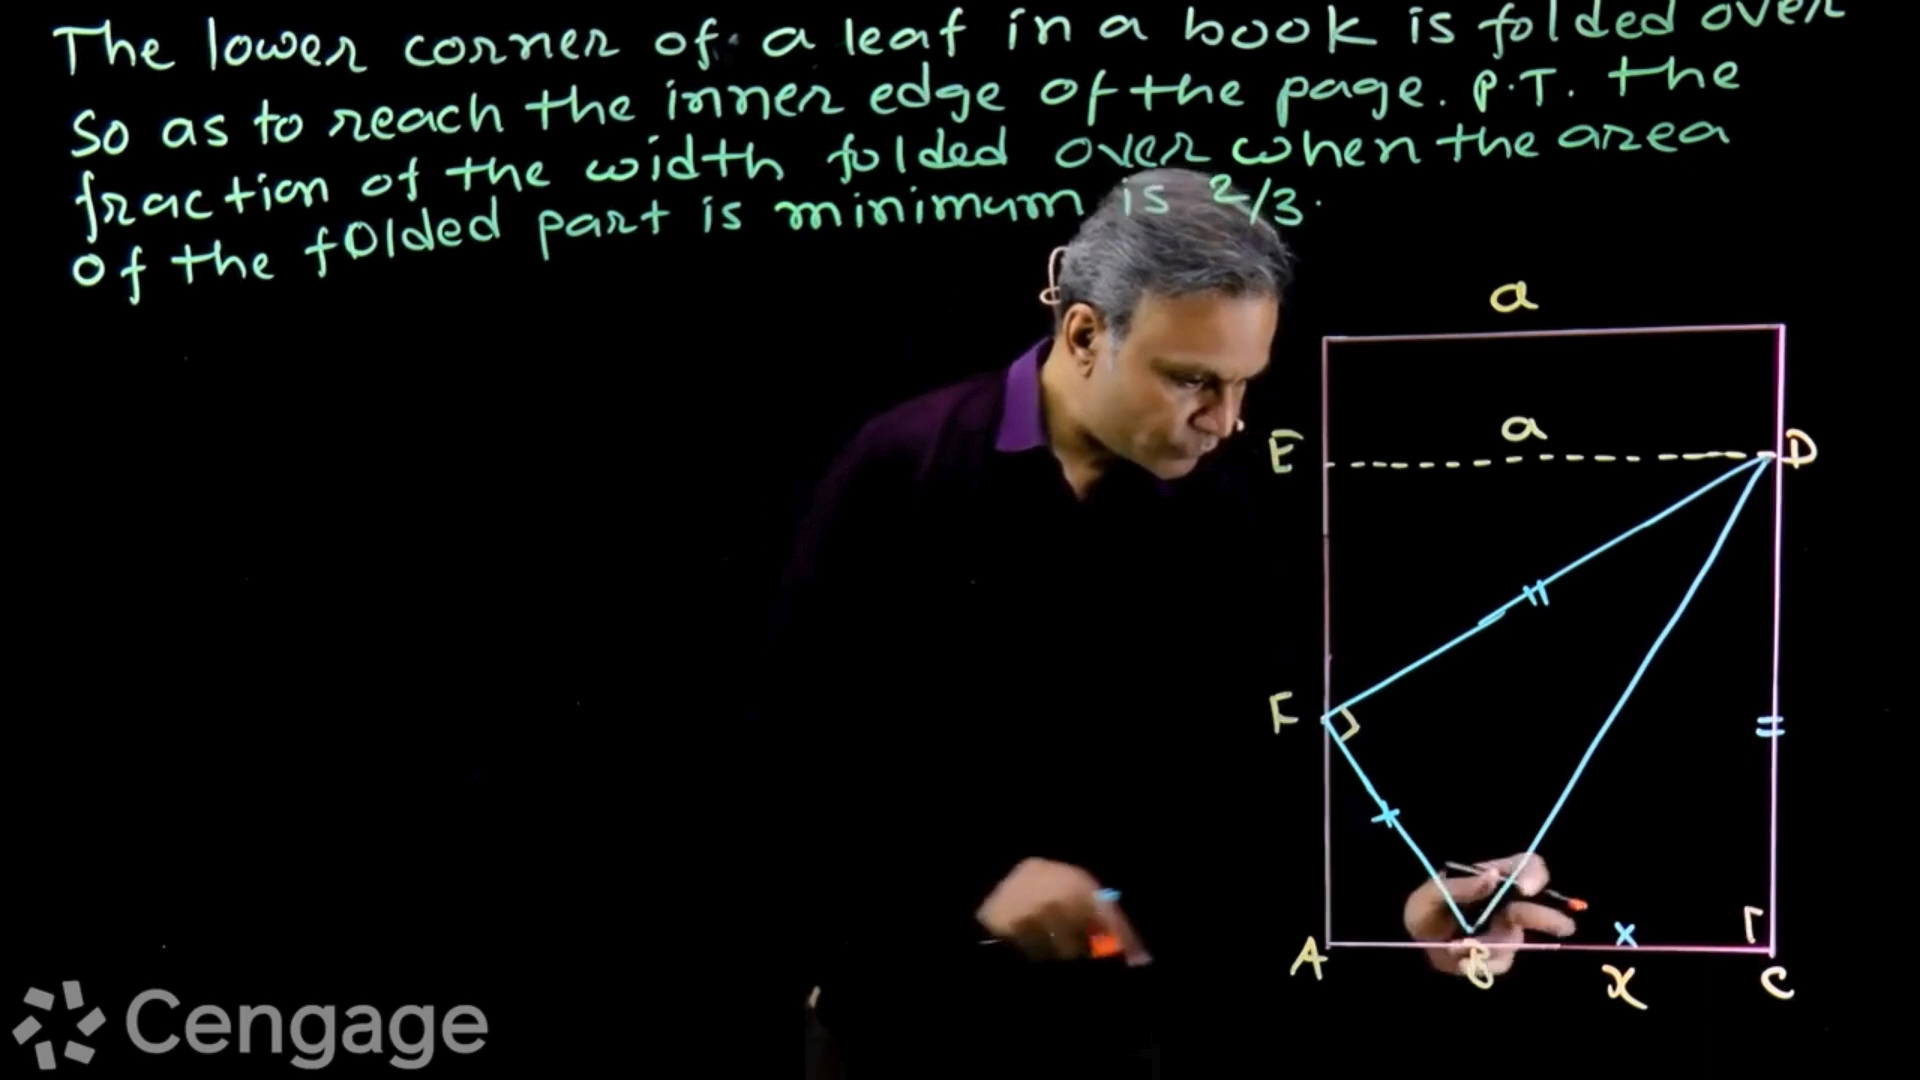 The lower corner of a leaf in a book is folded over
so as to reach the inner edge of the page. P.T. the
fraction of the width folded over when the area
of the folded part is minimum is 2/3.
a
a
E
D
F
A
B
x
C
Cengage